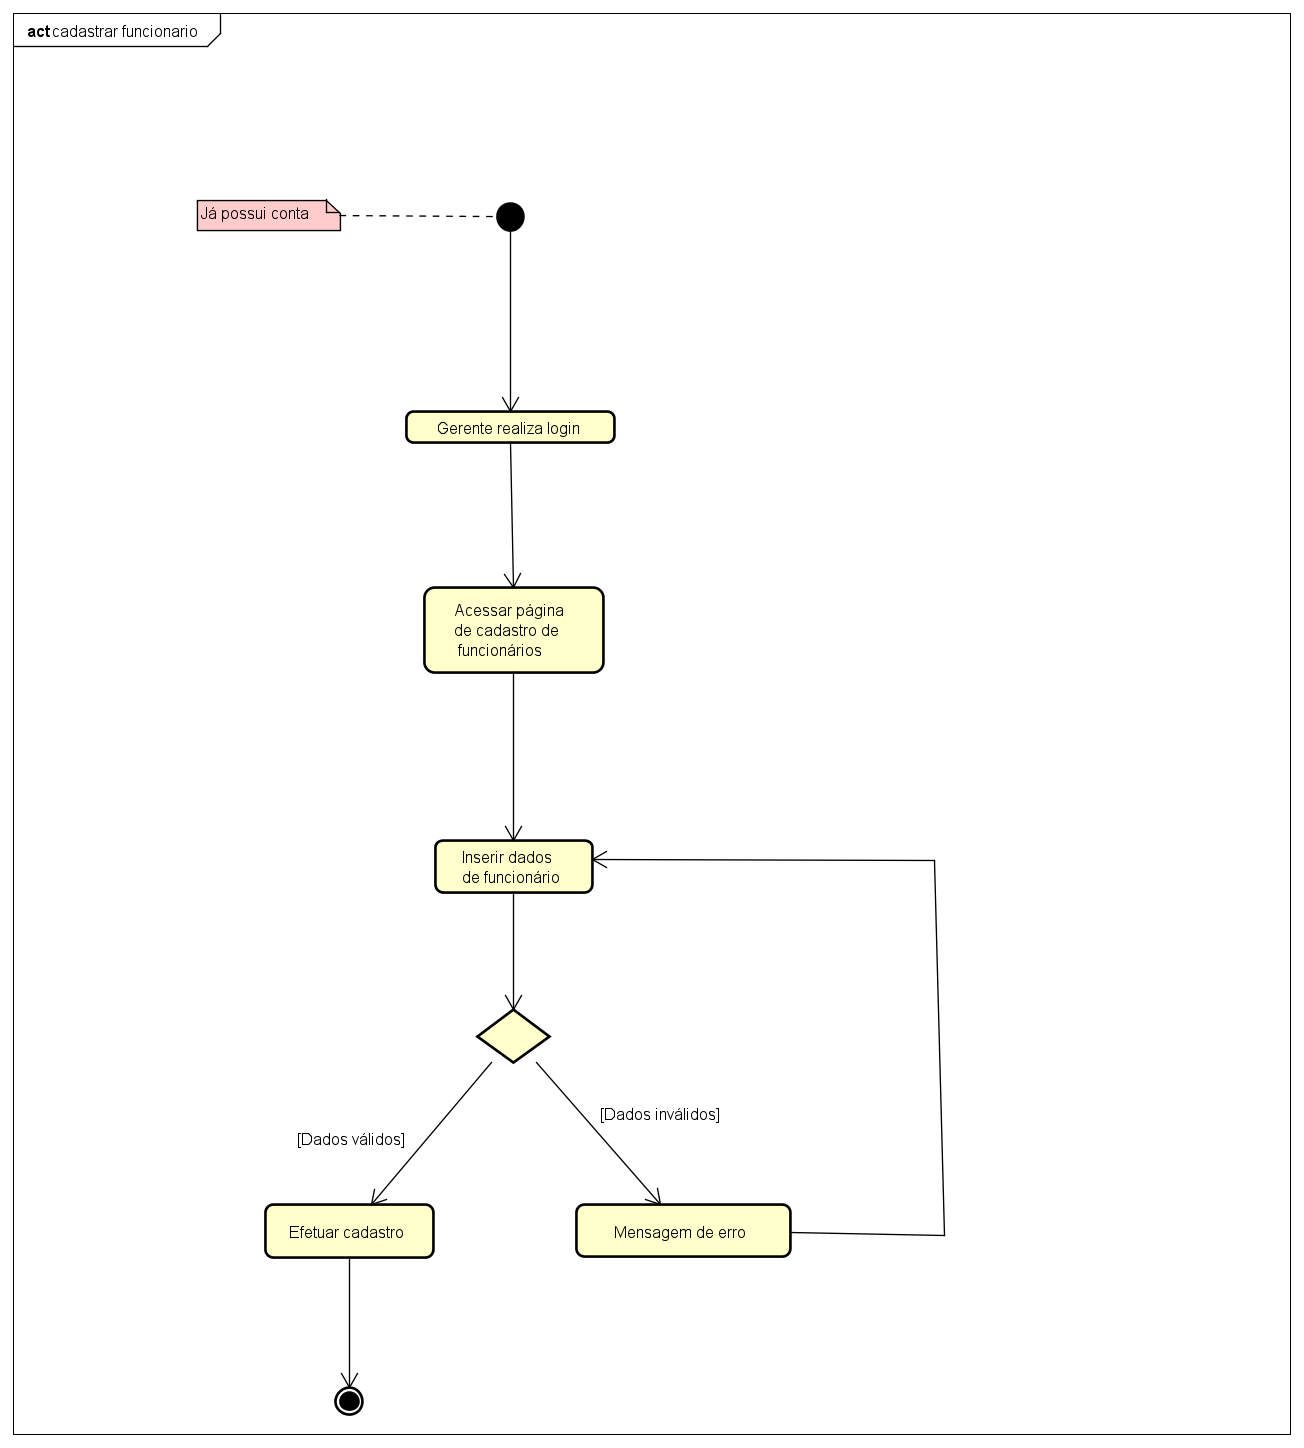 act cadastrar funcionario
Já possui conta
Gerente realiza login
Acessar página
de cadastro de
funcionários
Inserir dados
de funcionário
[Dados inválidos]
[Dados válidos]
Efetuar cadastro
Mensagem de erro